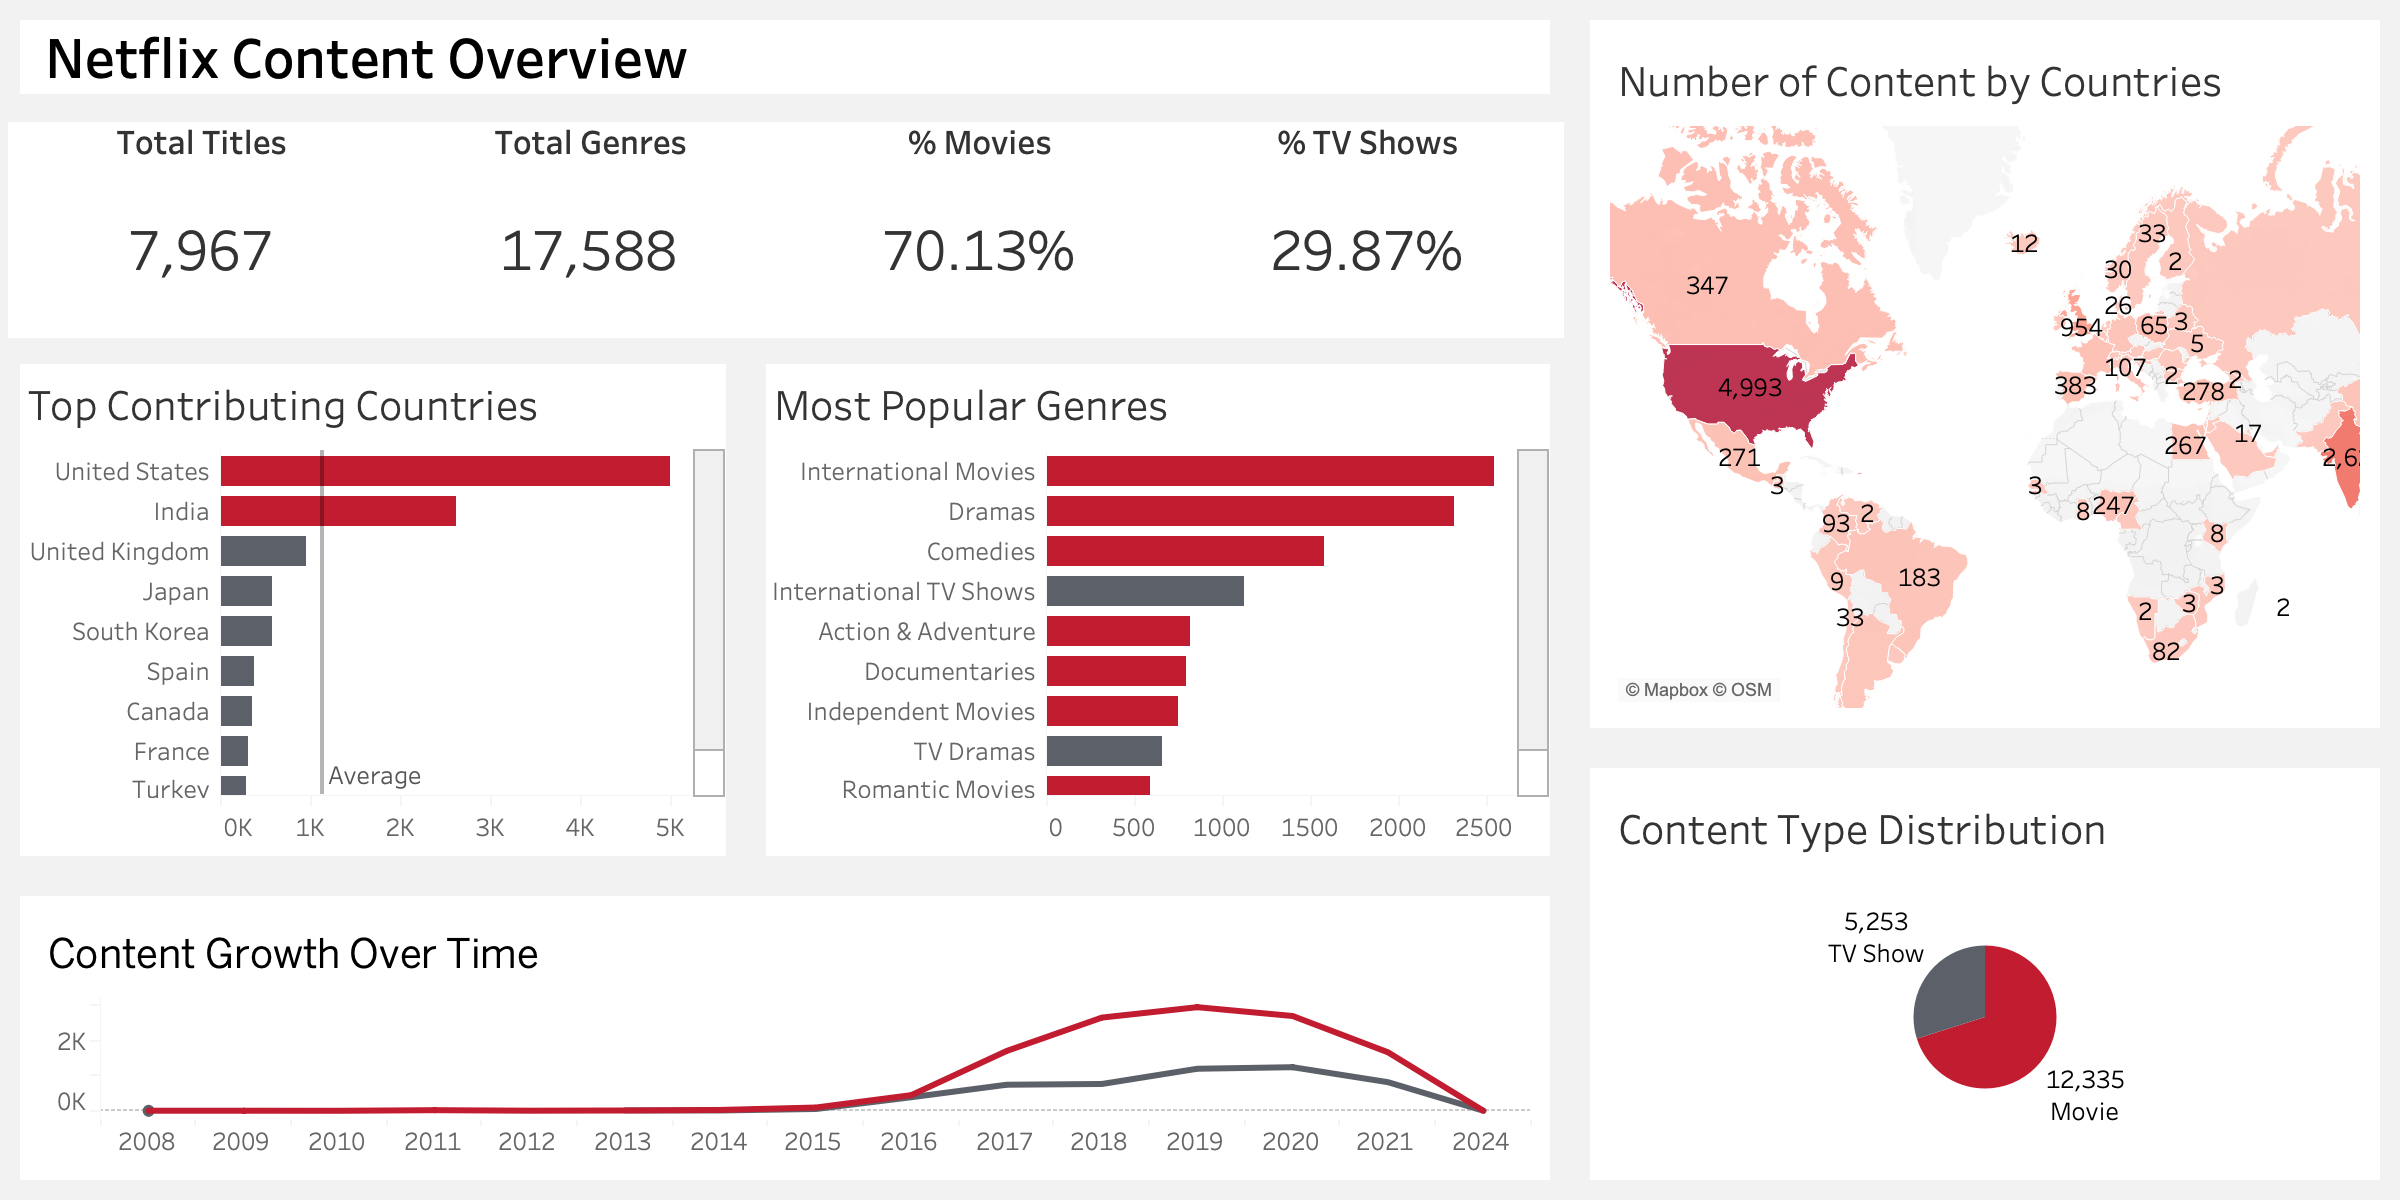 Netflix Content Overview
Total Titles
Total Genres
% Movies
% TV Shows
7,967
17,588
70.13%
29.87%
Top Contributing Countries
United States
India
United Kingdom
Japan
South Korea
Spain
Canada
France
Turkey
Average
0K 1K 2K 3K 4K 5K
Most Popular Genres
International Movies
Dramas
Comedies
International TV Shows
Action & Adventure
Documentaries
Independent Movies
TV Dramas
Romantic Movies
0 500 1000 1500 2000 2500
Content Growth Over Time
2K
0K
2008 2009 2010 2011 2012 2013 2014 2015 2016 2017 2018 2019 2020 2021 2024
Number of Content by Countries
33
12
2
30
347
26
954
65
3
5
107
383
2
278
2
4,993
17
267
271
2,6
3
3
8
247
93
2
8
9
183
3
2
3
2
33
82
© Mapbox © OSM
Content Type Distribution
5,253
TV Show
12,335
Movie